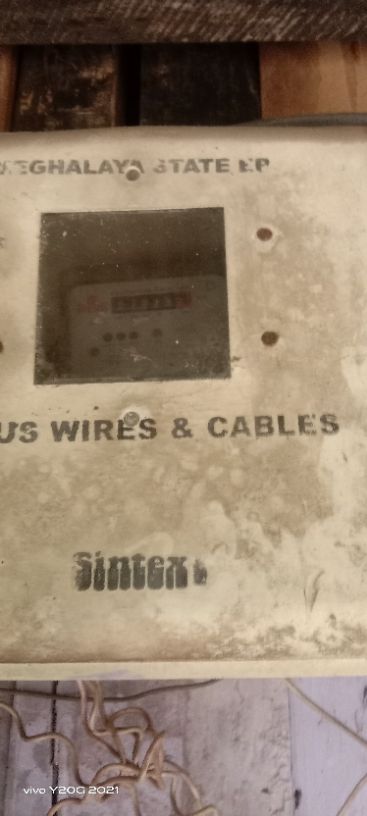 EGHALAYA STATE EP
US WIRES & CABLES
Sintex
vivo Y20G 2021